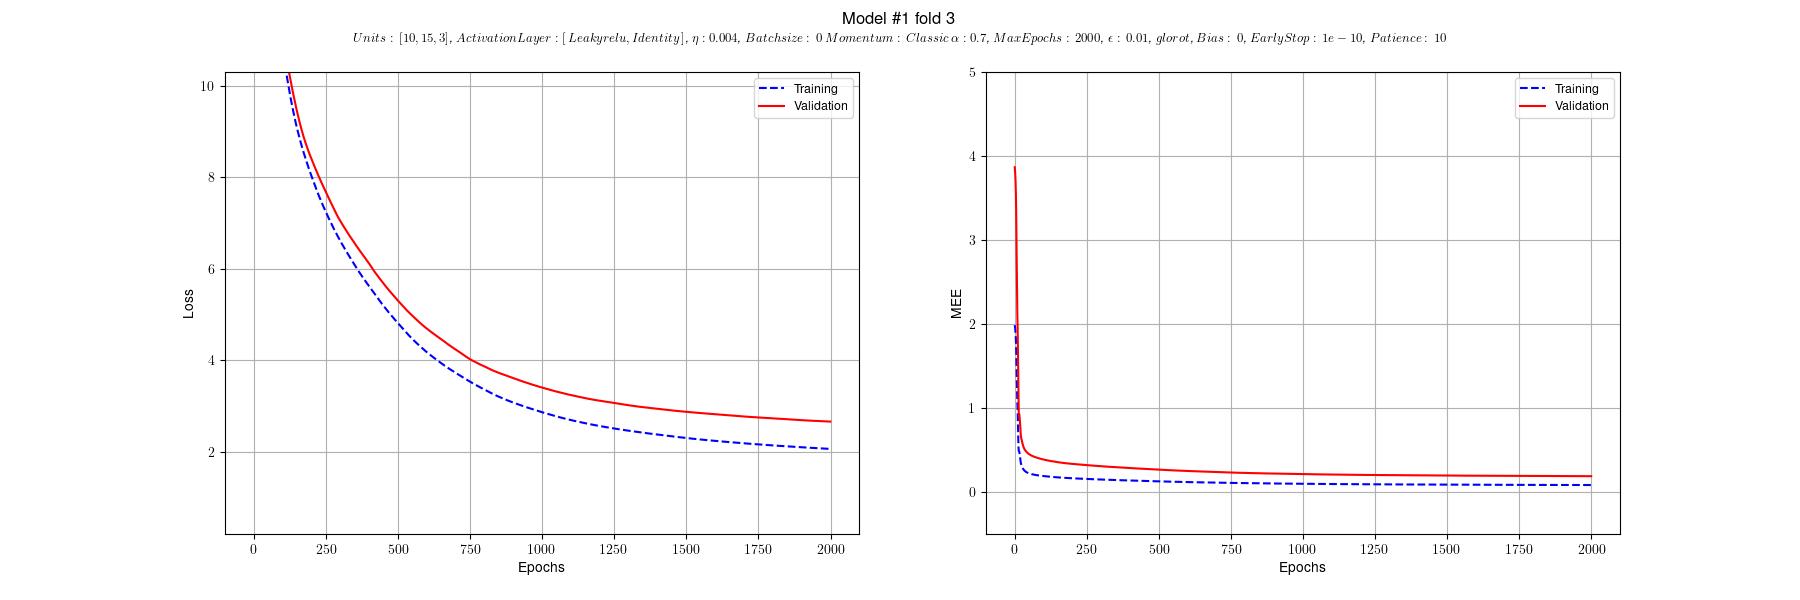 Model #1 fold 3
Units : [10, 15, 3], ActivationLayer : [ Leakyrelu, Identity ], η : 0.004, Batchsize : 0 Momentum : Classic α : 0.7, MaxEpochs : 2000, ϵ : 0.01, glorot, Bias : 0, EarlyStop : 1e − 10, Patience : 10
Loss
10
8
6
4
2
Training
Validation
0 250 500 750 1000 1250 1500 1750 2000
Epochs
MEE
5
4
3
2
1
0
Training
Validation
0 250 500 750 1000 1250 1500 1750 2000
Epochs